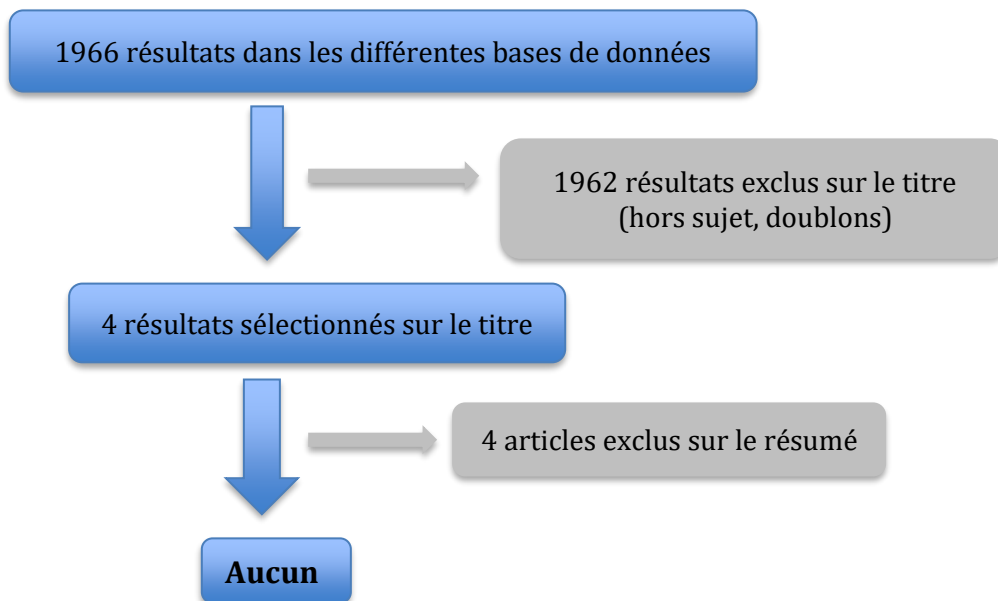 1966 résultats dans les différentes bases de données
1962 résultats exclus sur le titre
(hors sujet, doublons)
4 résultats sélectionnés sur le titre
4 articles exclus sur le résumé
Aucun